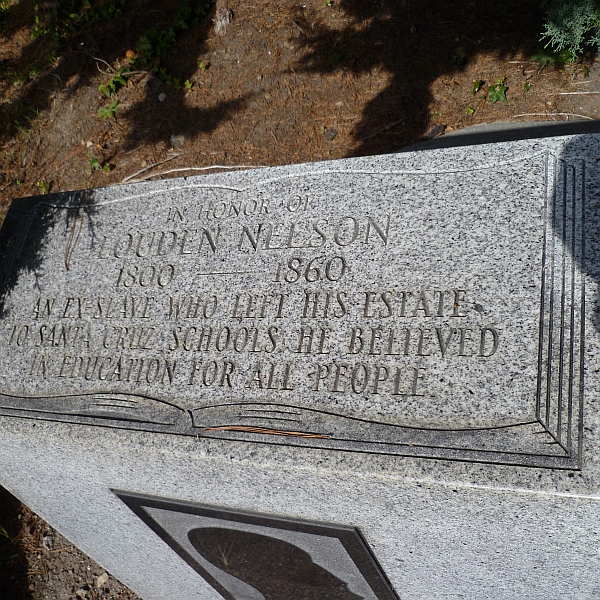 IN HONOR OF
LOUDEN NELSON
1800 — 1860
AN EX-SLAVE WHO LEFT HIS ESTATE
TO SANTA CRUZ SCHOOLS. HE BELIEVED
IN EDUCATION FOR ALL PEOPLE.